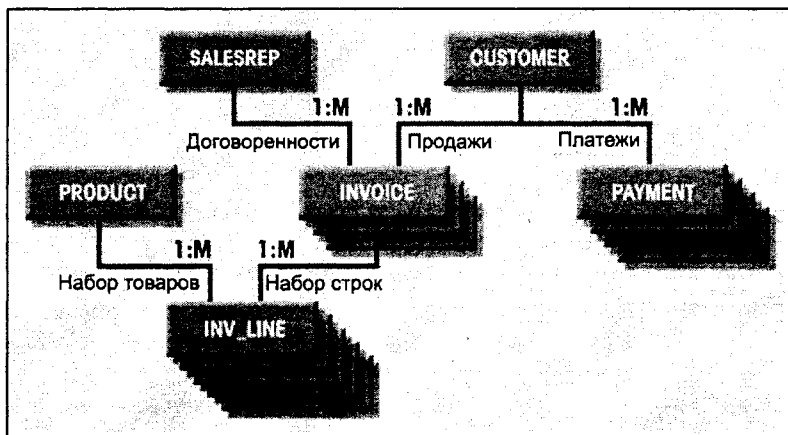 SALESREP
CUSTOMER
1:M
1:M
1:M
Договоренности
Продажи
Платежи
PRODUCT
INVOICE
PAYMENT
1:M
1:M
Набор товаров
Набор строк
INV_LINE